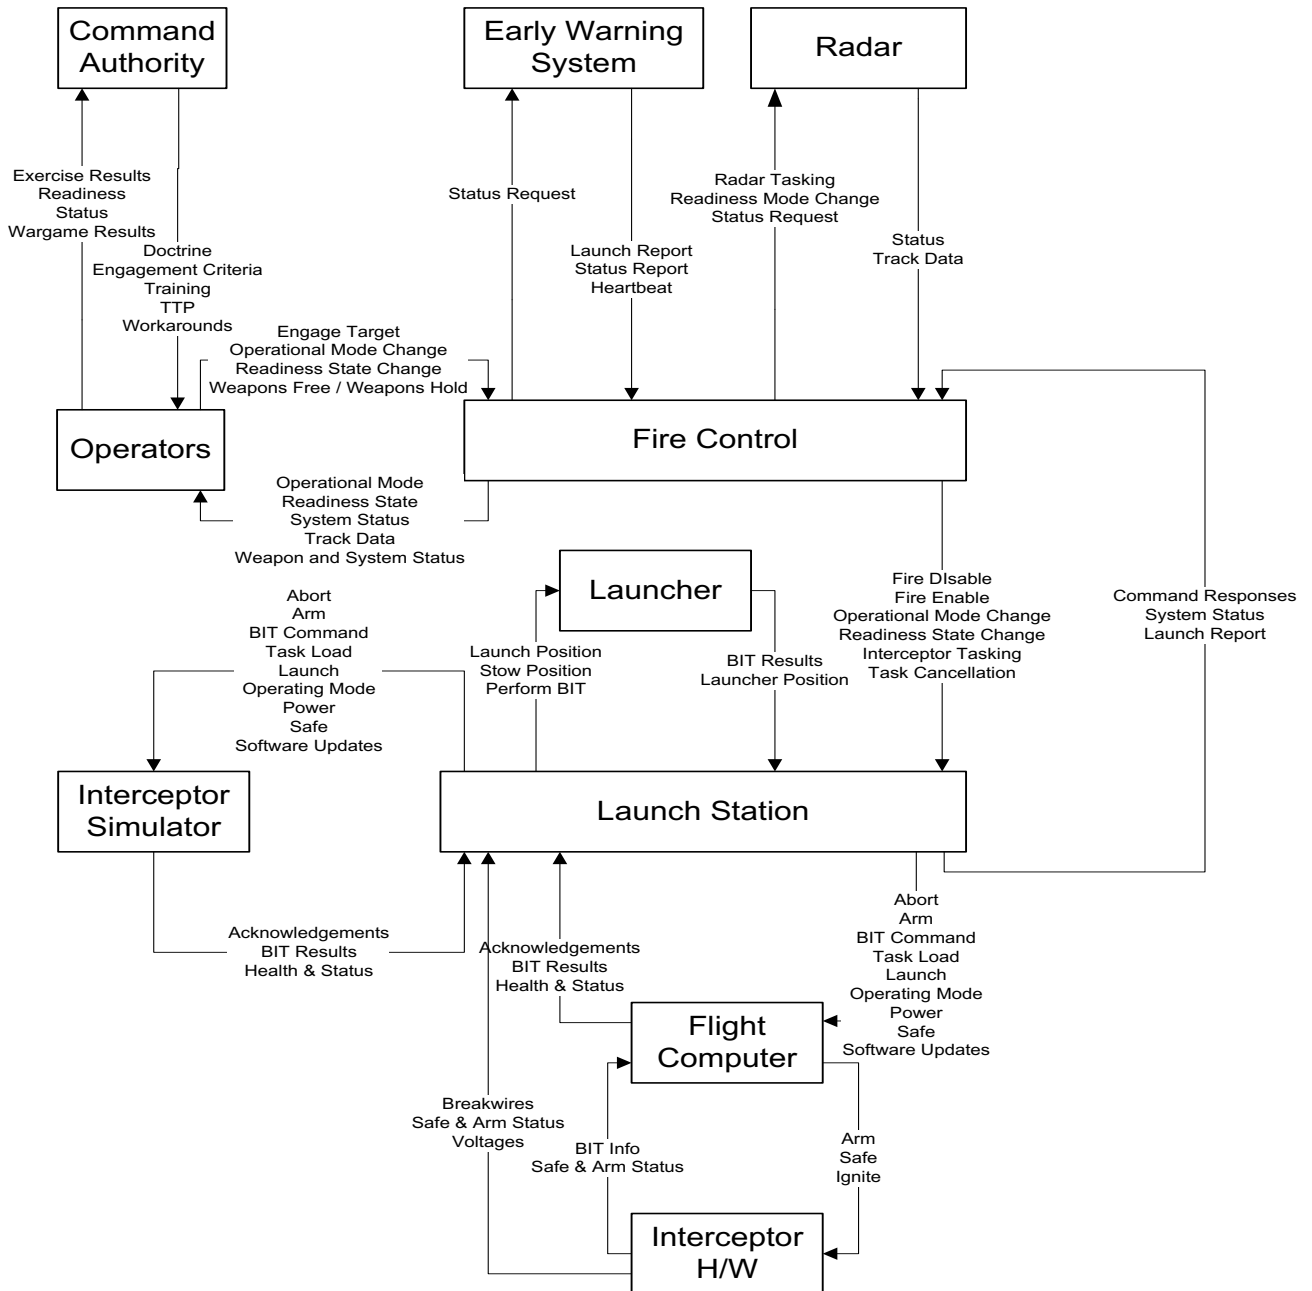 Command
Authority
Early Warning
System
Radar
Exercise Results
Readiness
Status
Wargame Results
Doctrine
Engagement Criteria
Training
TTP
Workarounds
Status Request
Launch Report
Status Report
Heartbeat
Radar Tasking
Readiness Mode Change
Status Request
Status
Track Data
Engage Target
Operational Mode Change
Readiness State Change
Weapons Free / Weapons Hold
Operators
Fire Control
Operational Mode
Readiness State
System Status
Track Data
Weapon and System Status
Launcher
Abort
Arm
BIT Command
Task Load
Launch
Operating Mode
Power
Safe
Software Updates
Launch Position
Stow Position
Perform BIT
BIT Results
Launcher Position
Fire DIsable
Fire Enable
Operational Mode Change
Readiness State Change
Interceptor Tasking
Task Cancellation
Command Responses
System Status
Launch Report
Interceptor
Simulator
Launch Station
Acknowledgements
BIT Results
Health & Status
Acknowledgements
BIT Results
Health & Status
Abort
Arm
BIT Command
Task Load
Launch
Operating Mode
Power
Safe
Software Updates
Flight
Computer
Breakwires
Safe & Arm Status
Voltages
BIT Info
Safe & Arm Status
Arm
Safe
Ignite
Interceptor
H/W